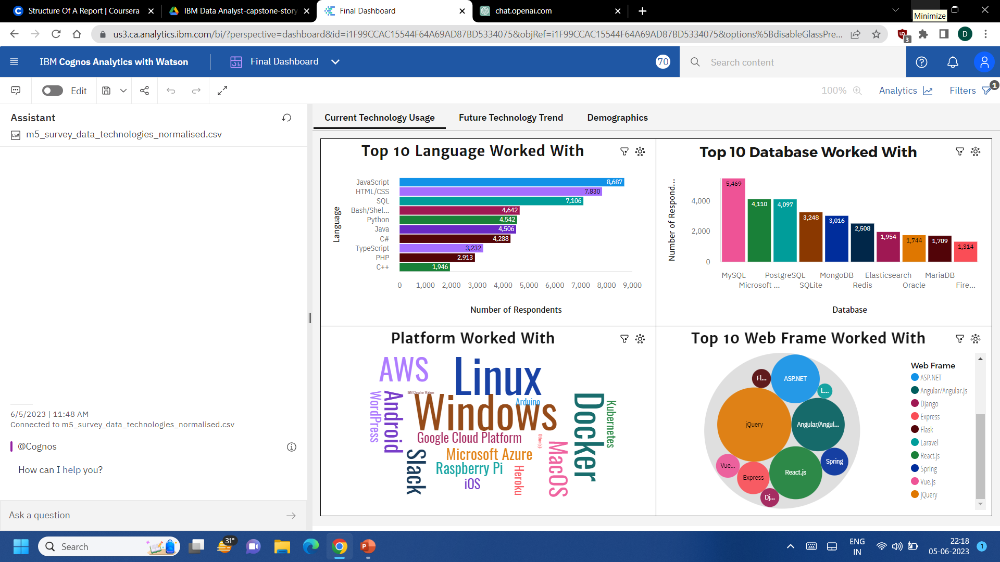 Structure Of A Report | Coursera
IBM Data Analyst-capstone-story
Final Dashboard
chat.openai.com
Minimize
us3.ca.analytics.ibm.com/bi/?perspective=dashboard&id=i1F99CCAC15544F64A69AD87BD5334075&objRef=i1F99CCAC15544F64A69AD87BD5334075&options%5BdisableGlassPre...
3
D
IBM Cognos Analytics with Watson
Final Dashboard
70
Search content
Edit
100%
Analytics
Filters
1
Assistant
CSV
m5_survey_data_technologies_normalised.csv
Current Technology Usage
Future Technology Trend
Demographics
Top 10 Language Worked With
Language
JavaScript 8,687
HTML/CSS 7,830
SQL 7,106
Bash/Shel... 4,642
Python 4,542
Java 4,506
C# 4,288
TypeScript 3,232
PHP 2,913
C++ 1,946
0 1,000 2,000 3,000 4,000 5,000 6,000 7,000 8,000 9,000
Number of Respondents
Top 10 Database Worked With
Number of Respond...
4,000
2,000
0
5,469 4,110 4,097 3,248 3,016 2,508 1,954 1,744 1,709 1,314
MySQL PostgreSQL MongoDB Elasticsearch MariaDB
Microsoft ... SQLite Redis Oracle Fire...
Database
Platform Worked With
AWS
Linux
IBM Cloud or Watson
WordPress
Android
Windows
Arduino
Docker
Kubernetes
Google Cloud Platform
Other(s):
Microsoft Azure
MacOS
Slack
Raspberry Pi
Heroku
iOS
Top 10 Web Frame Worked With
Fl...
ASP.NET
L...
jQuery
Angular/Angul...
Spring
Vue...
Express
React.js
Dj...
Web Frame
ASP.NET
Angular/Angular.js
Django
Express
Flask
Laravel
React.js
Spring
Vue.js
jQuery
6/5/2023 | 11:48 AM
Connected to m5_survey_data_technologies_normalised.csv
@Cognos
How can I help you?
Ask a question
Search
31°
P
ENG
IN
22:18
05-06-2023
1